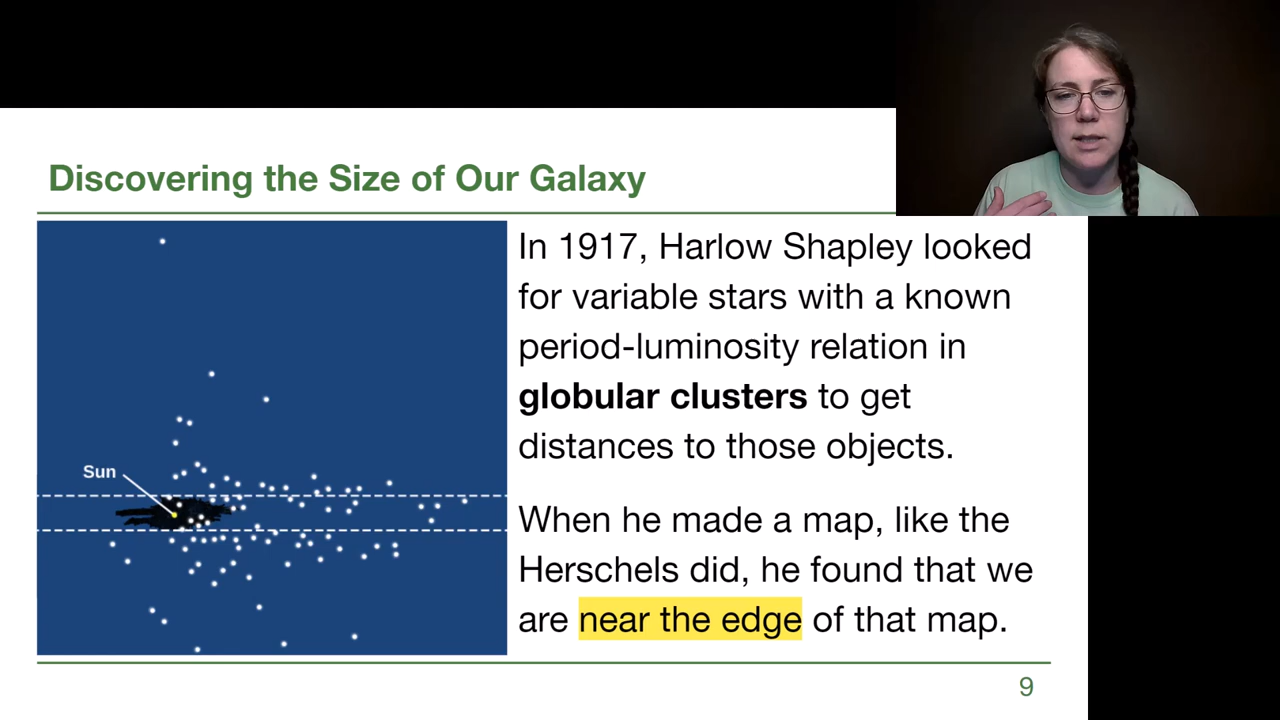 Discovering the Size of Our Galaxy
Sun
In 1917, Harlow Shapley looked
for variable stars with a known
period-luminosity relation in
globular clusters to get
distances to those objects.
When he made a map, like the
Herschels did, he found that we
are near the edge of that map.
9